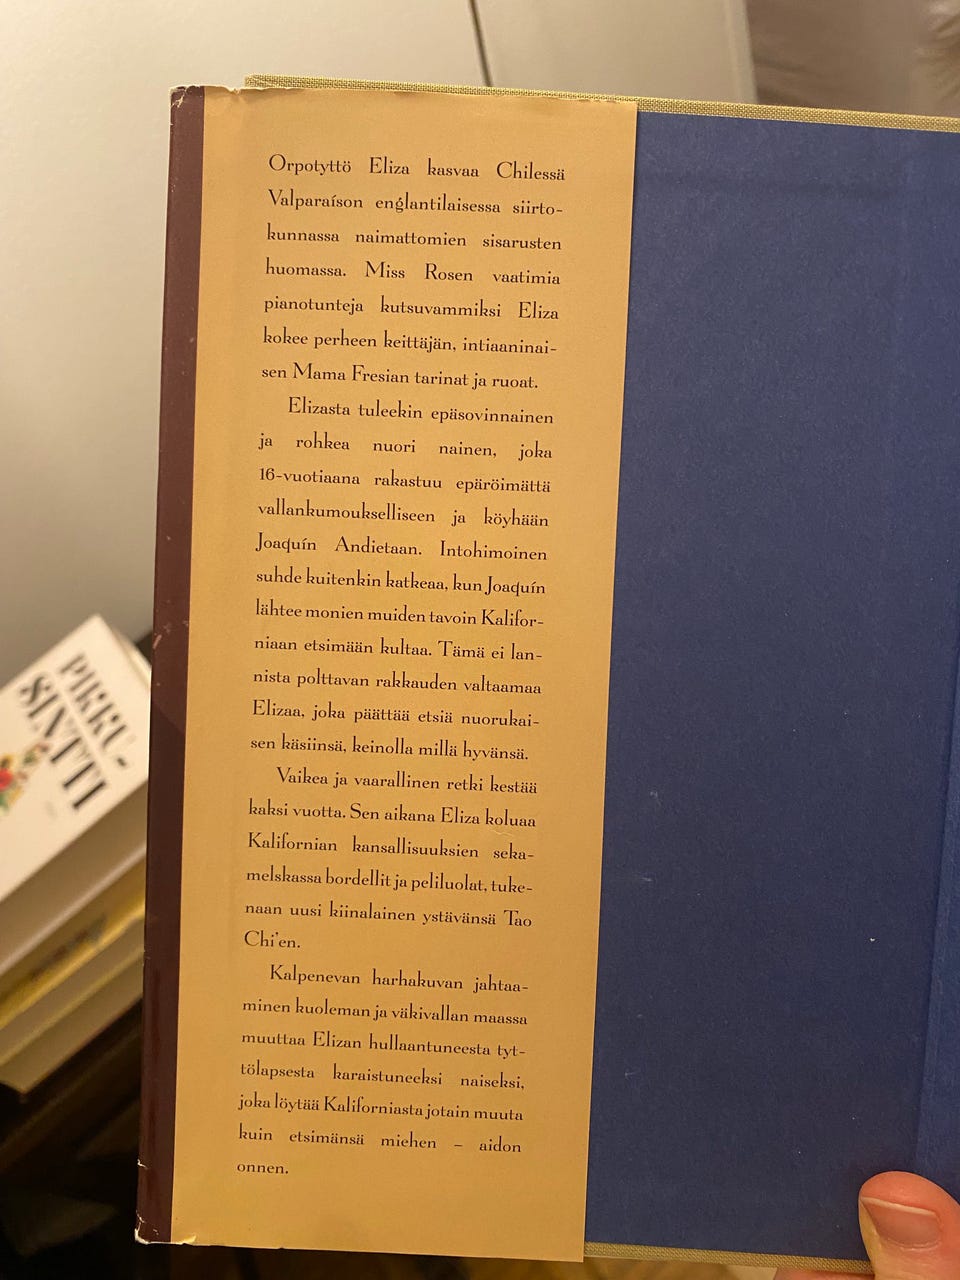 Orpotyttö Eliza kasvaa Chilessä
Valparaíson englantilaisessa siirto-
kunnassa naimattomien sisarusten
huomassa. Miss Rosen vaatimia
pianotunteja kutsuvammiksi Eliza
kokee perheen keittäjän, intiaaninai-
sen Mama Fresian tarinat ja ruoat.
Elizasta tuleekin epäsovinnainen
ja rohkea nuori nainen, joka
16-vuotiaana rakastuu epäröimättä
vallankumoukselliseen ja köyhään
Joaquín Andietaan. Intohimoinen
suhde kuitenkin katkeaa, kun Joaquín
lähtee monien muiden tavoin Kalifor-
niaan etsimään kultaa. Tämä ei lan-
nista polttavan rakkauden valtaamaa
Elizaa, joka päättää etsiä nuorukai-
sen käsiinsä, keinolla millä hyvänsä.
Vaikea ja vaarallinen retki kestää
kaksi vuotta. Sen aikana Eliza koluaa
Kalifornian kansallisuuksien seka-
melskassa bordellit ja peliluolat, tuke-
naan uusi kiinalainen ystävänsä Tao
Chi'en.
Kalpenevan harhakuvan jahtaa-
minen kuoleman ja väkivallan maassa
muuttaa Elizan hullaantuneesta tyt-
tölapsesta karaistuneeksi naiseksi,
joka löytää Kaliforniasta jotain muuta
kuin etsimänsä miehen – aidon
onnen.
PIKKU-
SINTTI